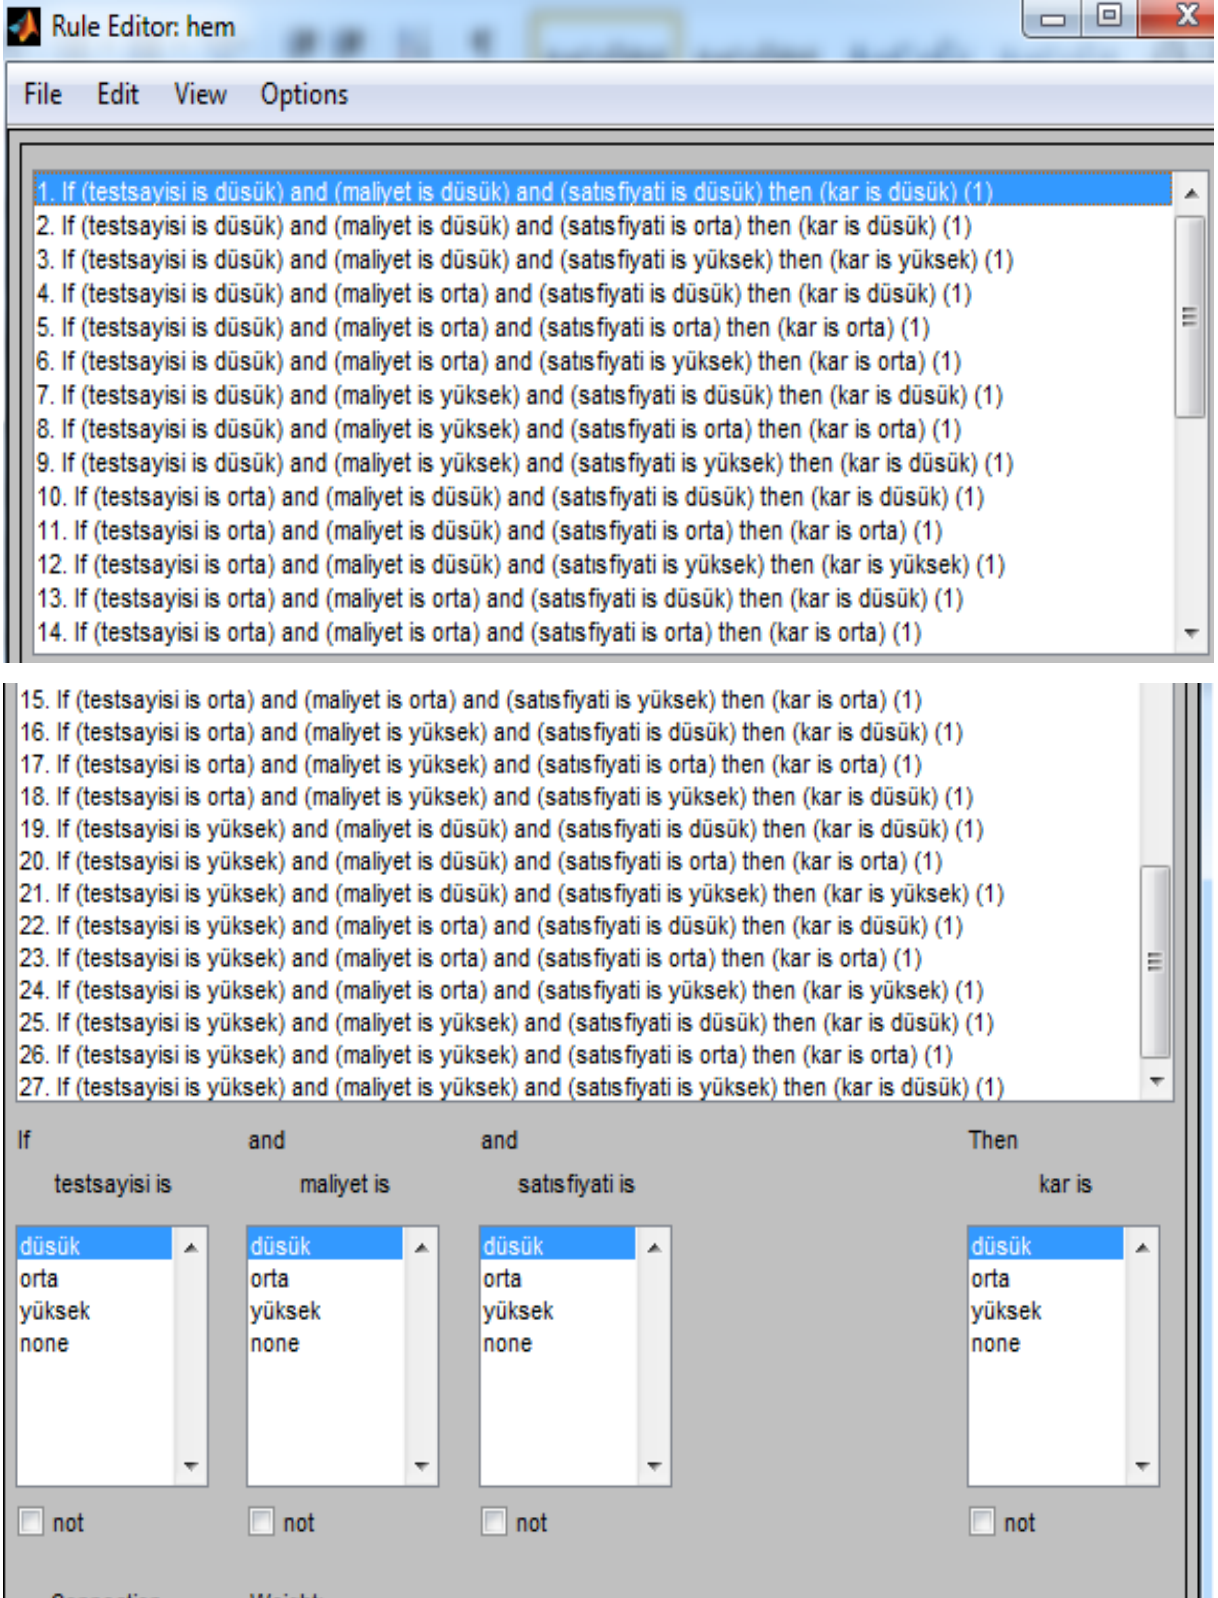 Rule Editor: hem
File Edit View Options
1. If (testsayisi is düsük) and (maliyet is düsük) and (satısfiyati is düsük) then (kar is düsük) (1)
2. If (testsayisi is düsük) and (maliyet is düsük) and (satısfiyati is orta) then (kar is düsük) (1)
3. If (testsayisi is düsük) and (maliyet is düsük) and (satısfiyati is yüksek) then (kar is yüksek) (1)
4. If (testsayisi is düsük) and (maliyet is orta) and (satısfiyati is düsük) then (kar is düsük) (1)
5. If (testsayisi is düsük) and (maliyet is orta) and (satısfiyati is orta) then (kar is orta) (1)
6. If (testsayisi is düsük) and (maliyet is orta) and (satısfiyati is yüksek) then (kar is orta) (1)
7. If (testsayisi is düsük) and (maliyet is yüksek) and (satısfiyati is düsük) then (kar is düsük) (1)
8. If (testsayisi is düsük) and (maliyet is yüksek) and (satısfiyati is orta) then (kar is orta) (1)
9. If (testsayisi is düsük) and (maliyet is yüksek) and (satısfiyati is yüksek) then (kar is düsük) (1)
10. If (testsayisi is orta) and (maliyet is düsük) and (satısfiyati is düsük) then (kar is düsük) (1)
11. If (testsayisi is orta) and (maliyet is düsük) and (satısfiyati is orta) then (kar is orta) (1)
12. If (testsayisi is orta) and (maliyet is düsük) and (satısfiyati is yüksek) then (kar is yüksek) (1)
13. If (testsayisi is orta) and (maliyet is orta) and (satısfiyati is düsük) then (kar is düsük) (1)
14. If (testsayisi is orta) and (maliyet is orta) and (satısfiyati is orta) then (kar is orta) (1)
15. If (testsayisi is orta) and (maliyet is orta) and (satısfiyati is yüksek) then (kar is orta) (1)
16. If (testsayisi is orta) and (maliyet is yüksek) and (satısfiyati is düsük) then (kar is düsük) (1)
17. If (testsayisi is orta) and (maliyet is yüksek) and (satısfiyati is orta) then (kar is orta) (1)
18. If (testsayisi is orta) and (maliyet is yüksek) and (satısfiyati is yüksek) then (kar is düsük) (1)
19. If (testsayisi is yüksek) and (maliyet is düsük) and (satısfiyati is düsük) then (kar is düsük) (1)
20. If (testsayisi is yüksek) and (maliyet is düsük) and (satısfiyati is orta) then (kar is orta) (1)
21. If (testsayisi is yüksek) and (maliyet is düsük) and (satısfiyati is yüksek) then (kar is yüksek) (1)
22. If (testsayisi is yüksek) and (maliyet is orta) and (satısfiyati is düsük) then (kar is düsük) (1)
23. If (testsayisi is yüksek) and (maliyet is orta) and (satısfiyati is orta) then (kar is orta) (1)
24. If (testsayisi is yüksek) and (maliyet is orta) and (satısfiyati is yüksek) then (kar is yüksek) (1)
25. If (testsayisi is yüksek) and (maliyet is yüksek) and (satısfiyati is düsük) then (kar is düsük) (1)
26. If (testsayisi is yüksek) and (maliyet is yüksek) and (satısfiyati is orta) then (kar is orta) (1)
27. If (testsayisi is yüksek) and (maliyet is yüksek) and (satısfiyati is yüksek) then (kar is düsük) (1)
If and and Then
testsayisi is maliyet is satısfiyati is kar is
düsük düsük düsük düsük
orta orta orta orta
yüksek yüksek yüksek yüksek
none none none none
not not not not